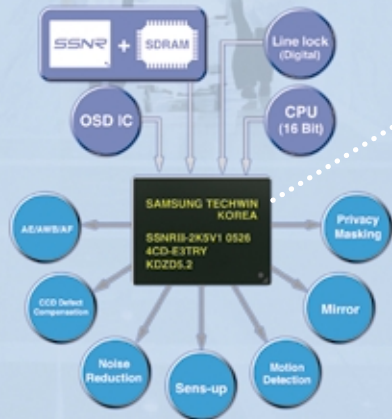 SSNR
+
SDRAM
Line lock
(Digital)
OSD IC
CPU
(16 Bit)
SAMSUNG TECHWIN
KOREA
SSNRIII-2K5V1 0526
4CD-E3TRY
KDZD5.2
AE/AWB/AF
Privacy
Masking
CCD Defect
Compensation
Mirror
Noise
Reduction
Sens-up
Motion
Detection